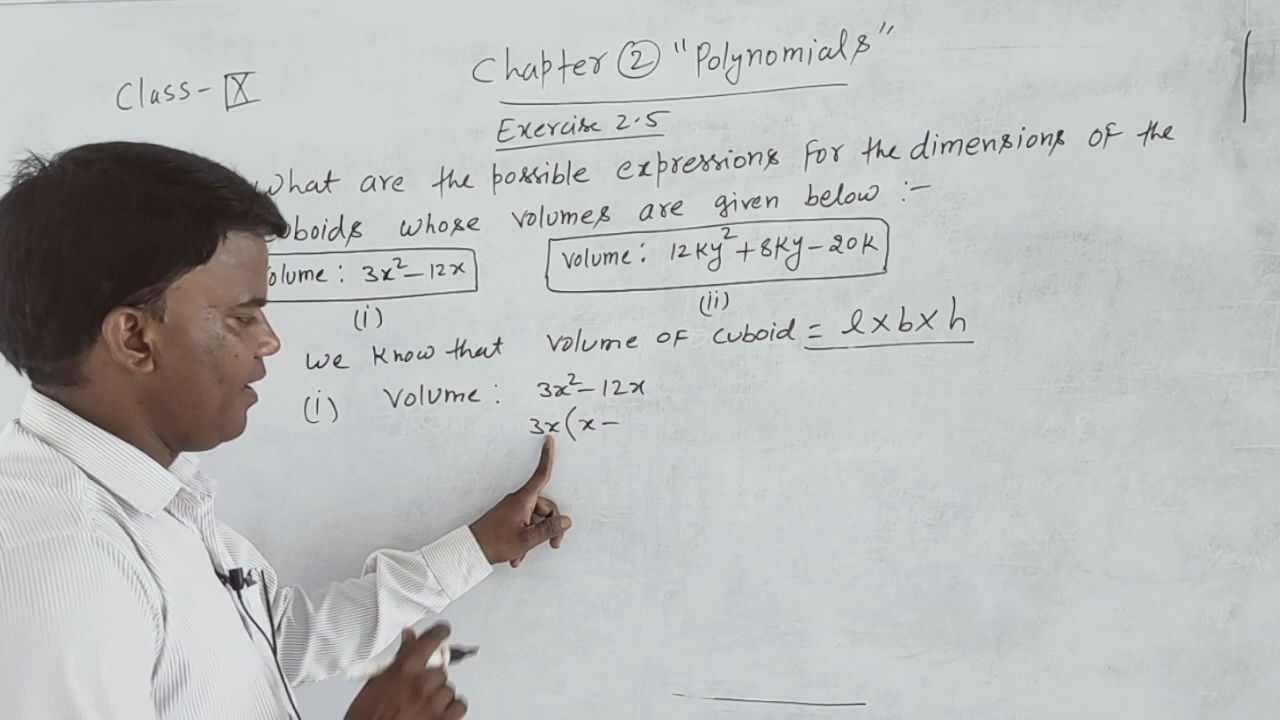 Chapter ② "Polynomials"
Class - X
Exercise 2.5
What are the possible expressions for the dimensions of the
uboids whose volumes are given below :-
olume : 3x² - 12x
Volume : 12Ky² + 8Ky - 20K
(i)
(ii)
We know that volume of cuboid = l x b x h
(i) Volume : 3x² - 12x
3x(x -